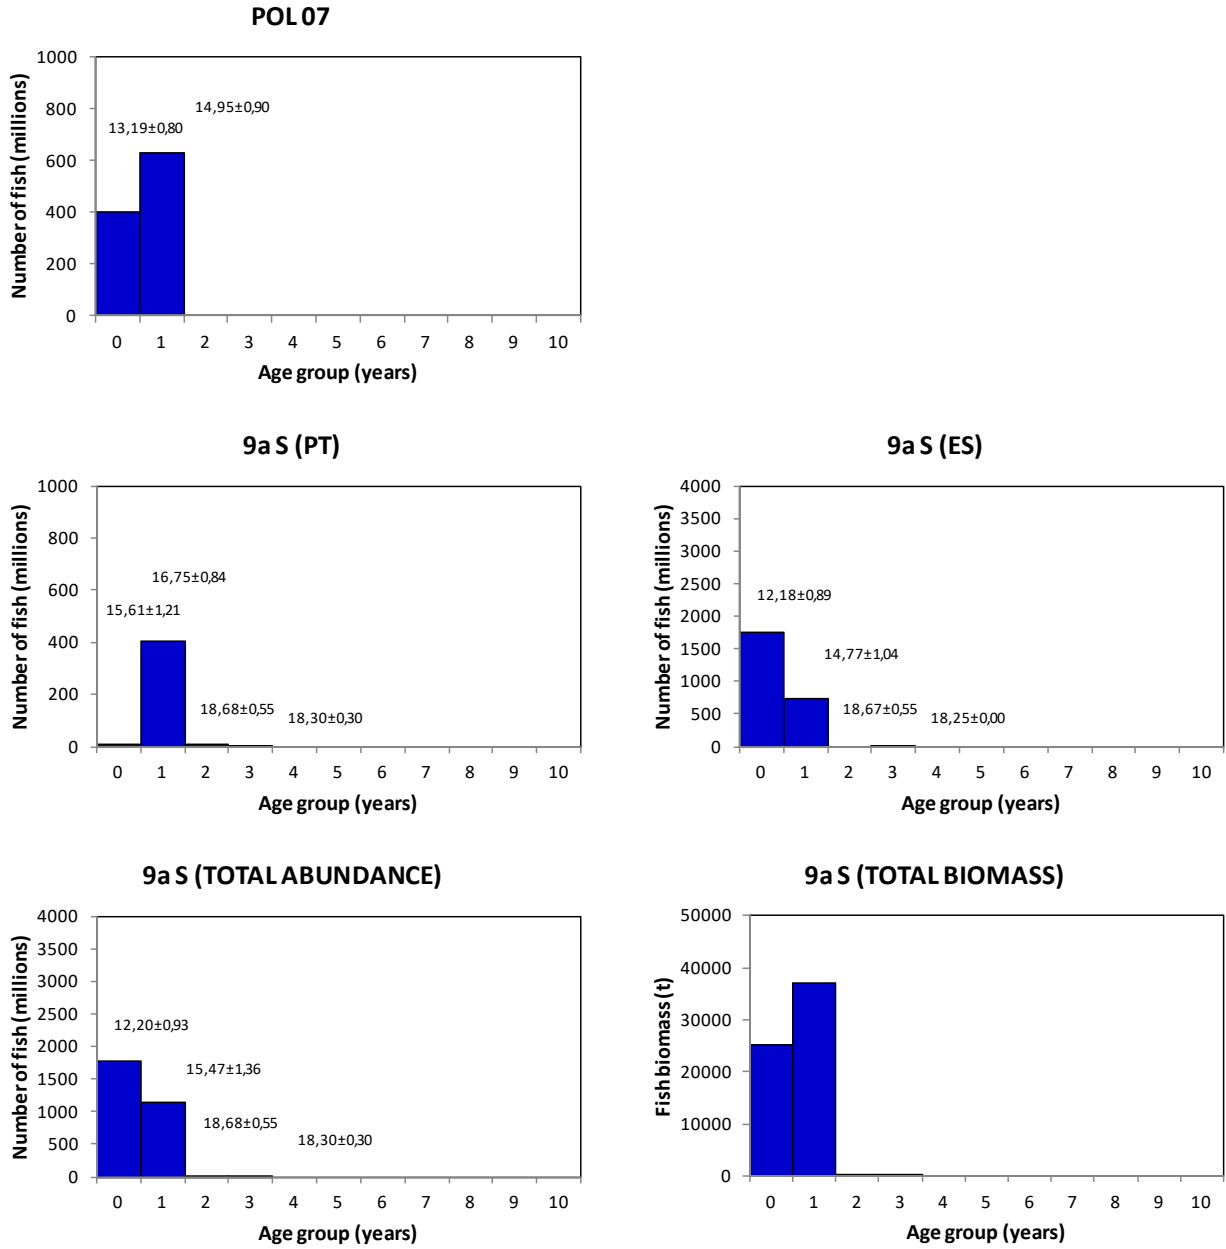 POL 07
Number of fish (millions)
1000
800
600
400
200
0
13,19±0,80
14,95±0,90
0 1 2 3 4 5 6 7 8 9 10
Age group (years)
9a S (PT)
Number of fish (millions)
1000
800
600
400
200
0
16,75±0,84
15,61±1,21
18,68±0,55
18,30±0,30
0 1 2 3 4 5 6 7 8 9 10
Age group (years)
9a S (ES)
Number of fish (millions)
4000
3500
3000
2500
2000
1500
1000
500
0
12,18±0,89
14,77±1,04
18,67±0,55
18,25±0,00
0 1 2 3 4 5 6 7 8 9 10
Age group (years)
9a S (TOTAL ABUNDANCE)
Number of fish (millions)
4000
3500
3000
2500
2000
1500
1000
500
0
12,20±0,93
15,47±1,36
18,68±0,55
18,30±0,30
0 1 2 3 4 5 6 7 8 9 10
Age group (years)
9a S (TOTAL BIOMASS)
Fish biomass (t)
50000
40000
30000
20000
10000
0
0 1 2 3 4 5 6 7 8 9 10
Age group (years)